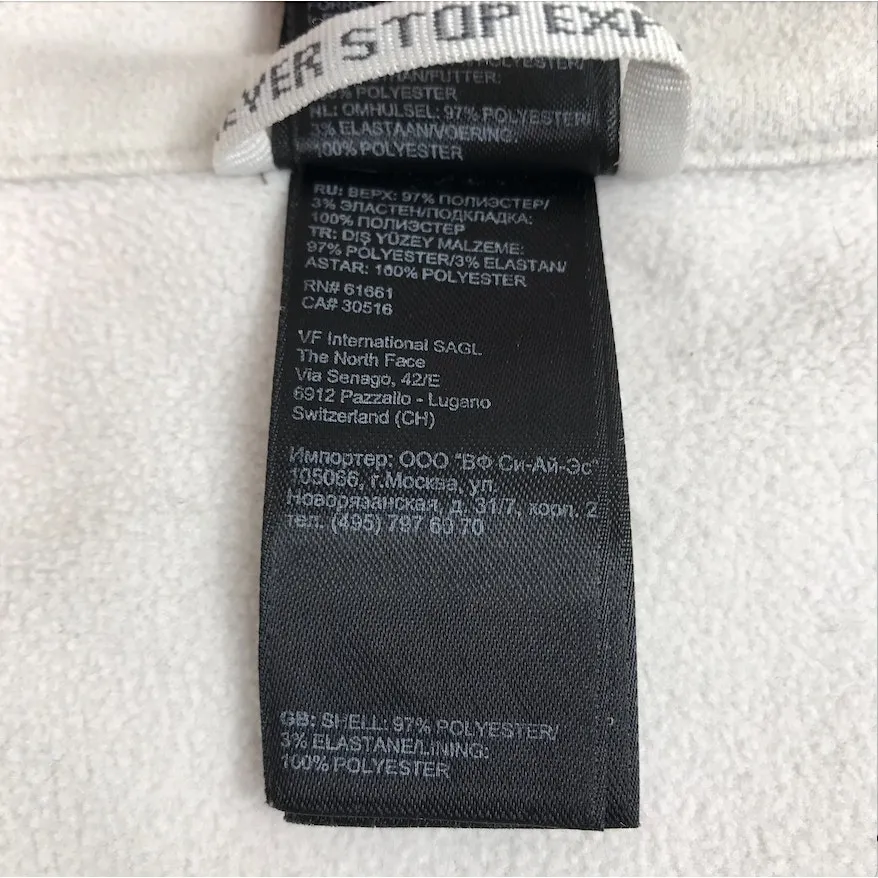 EVER STOP EXP
POLYESTER/
AN/FUTTER:
POLYESTER
NL: OMHULSEL: 97% POLYESTER/
3% ELASTAAN/VOERING:
100% POLYESTER
RU: ВЕРХ: 97% ПОЛИЭСТЕР/
3% ЭЛАСТЕН/ПОДКЛАДКА:
100% ПОЛИЭСТЕР
TR: DIŞ YÜZEY MALZEME:
97% POLYESTER/3% ELASTAN/
ASTAR: 100% POLYESTER
RN# 61661
CA# 30516
VF International SAGL
The North Face
Via Senago, 42/E
6912 Pazzallo - Lugano
Switzerland (CH)
Импортер: ООО "ВФ Си-Ай-Эс"
105066, г.Москва, ул.
Новорязанская, д. 31/7, корп. 2
тел. (495) 797 60 70
GB: SHELL: 97% POLYESTER/
3% ELASTANE/LINING:
100% POLYESTER